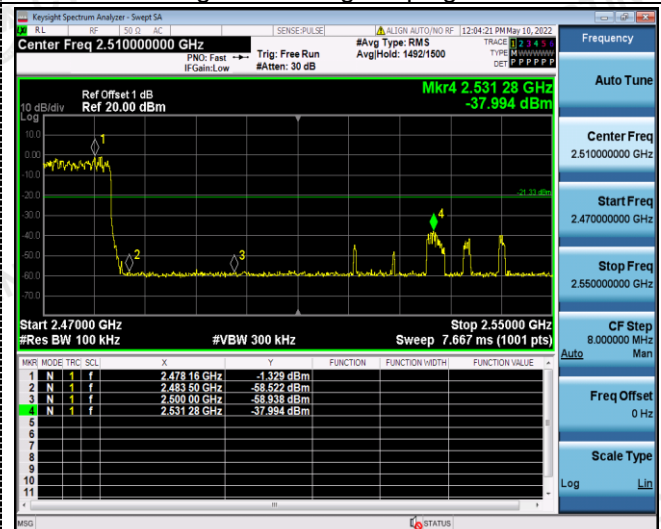 Keysight Spectrum Analyzer - Swept SA
RL RF 50 Ω AC SENSE:PULSE ALIGN AUTO/NO RF 12:04:21 PM May 10, 2022
Center Freq 2.510000000 GHz
PNO: Fast
IFGain:Low
Trig: Free Run
#Atten: 30 dB
#Avg Type: RMS
Avg|Hold: 1492/1500
TRACE 1 2 3 4 5 6
TYPE MWWWWW
DET P P P P P P
Ref Offset 1 dB
10 dB/div Ref 20.00 dBm
Log
Mkr4 2.531 28 GHz
-37.994 dBm
10.0
0.00
-10.0
-20.0
-30.0
-40.0
-50.0
-60.0
-70.0
1
2
3
4
-21.33 dBm
Start 2.47000 GHz Stop 2.55000 GHz
#Res BW 100 kHz #VBW 300 kHz Sweep 7.667 ms (1001 pts)
MKR MODE TRC SCL X Y FUNCTION FUNCTION WIDTH FUNCTION VALUE
1 N 1 f 2.478 16 GHz -1.329 dBm
2 N 1 f 2.483 50 GHz -58.522 dBm
3 N 1 f 2.500 00 GHz -58.938 dBm
4 N 1 f 2.531 28 GHz -37.994 dBm
5
6
7
8
9
10
11
MSG STATUS
Frequency
Auto Tune
Center Freq
2.510000000 GHz
Start Freq
2.470000000 GHz
Stop Freq
2.550000000 GHz
CF Step
8.000000 MHz
Auto Man
Freq Offset
0 Hz
Scale Type
Log Lin